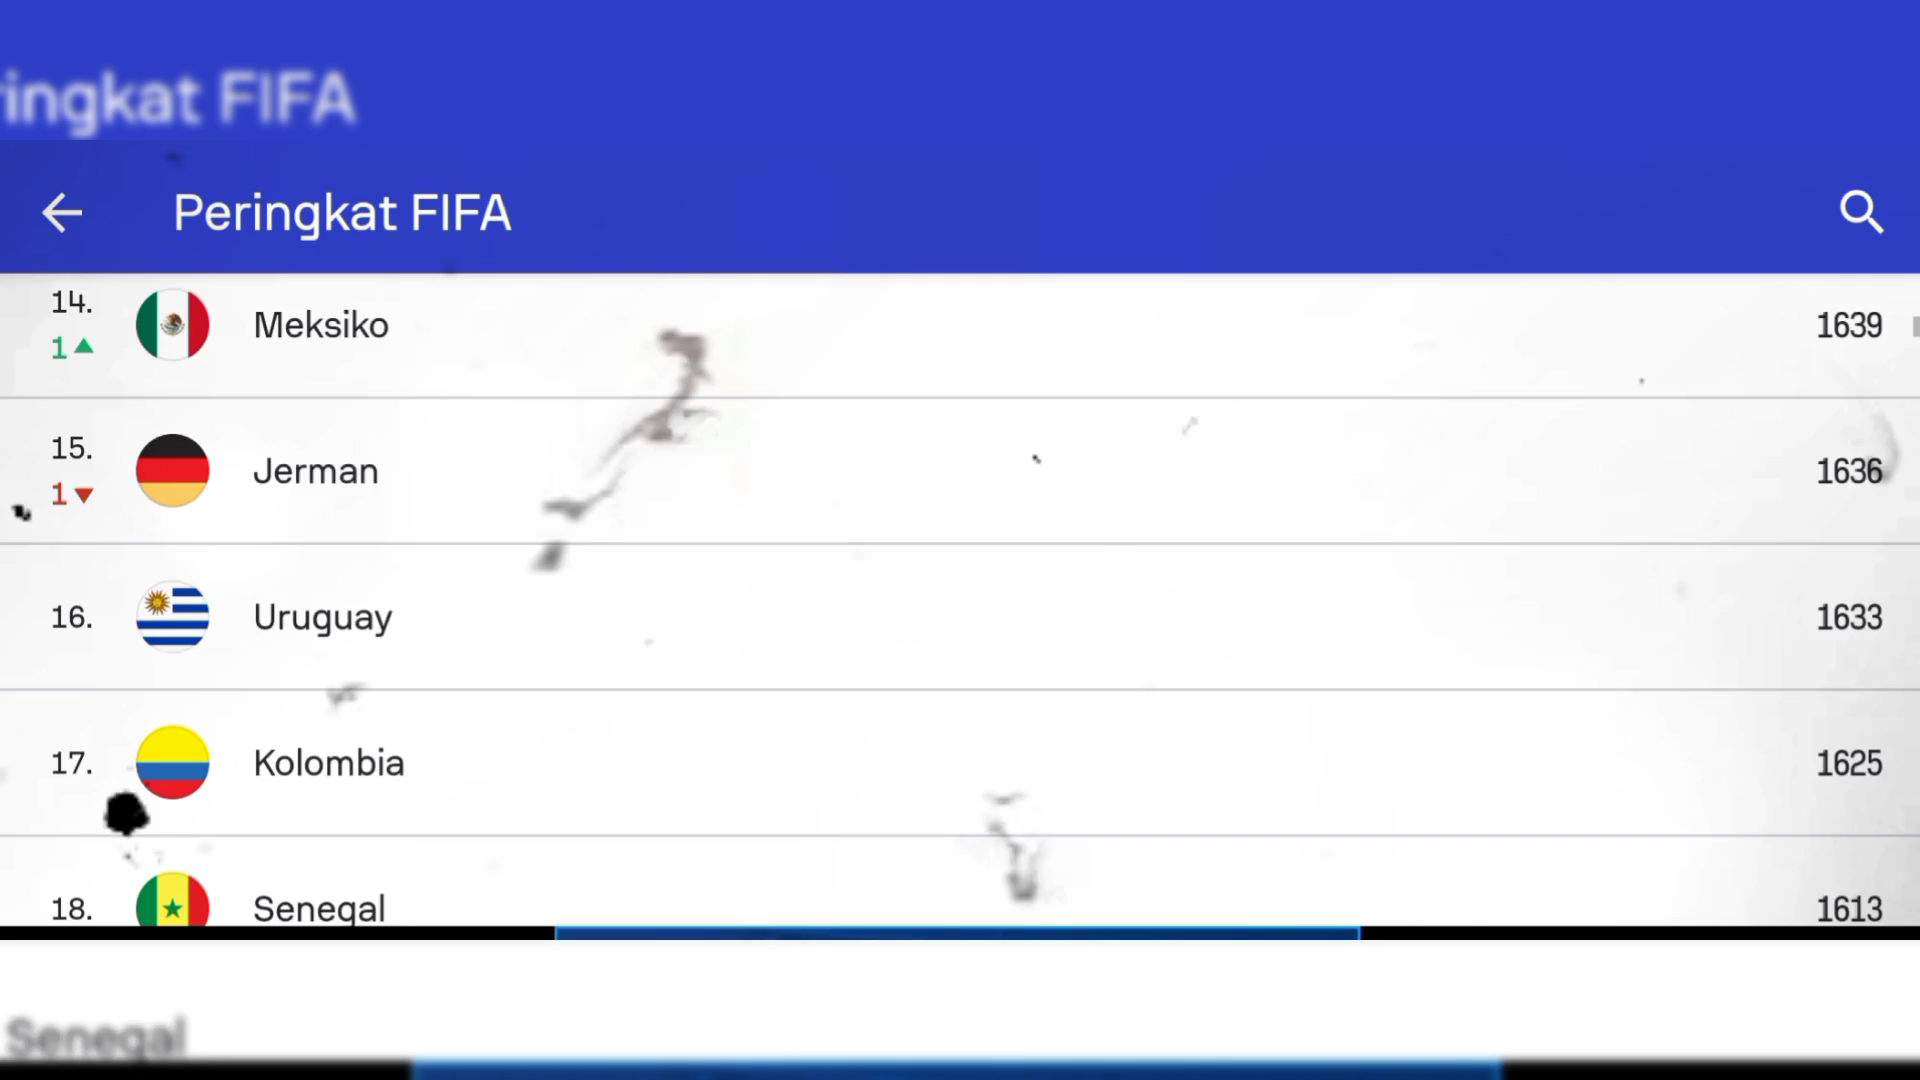 ingkat FIFA
Peringkat FIFA
14. Meksiko 1639
1
15. Jerman 1636
1
16. Uruguay 1633
17. Kolombia 1625
18. Senegal 1613
Senegal